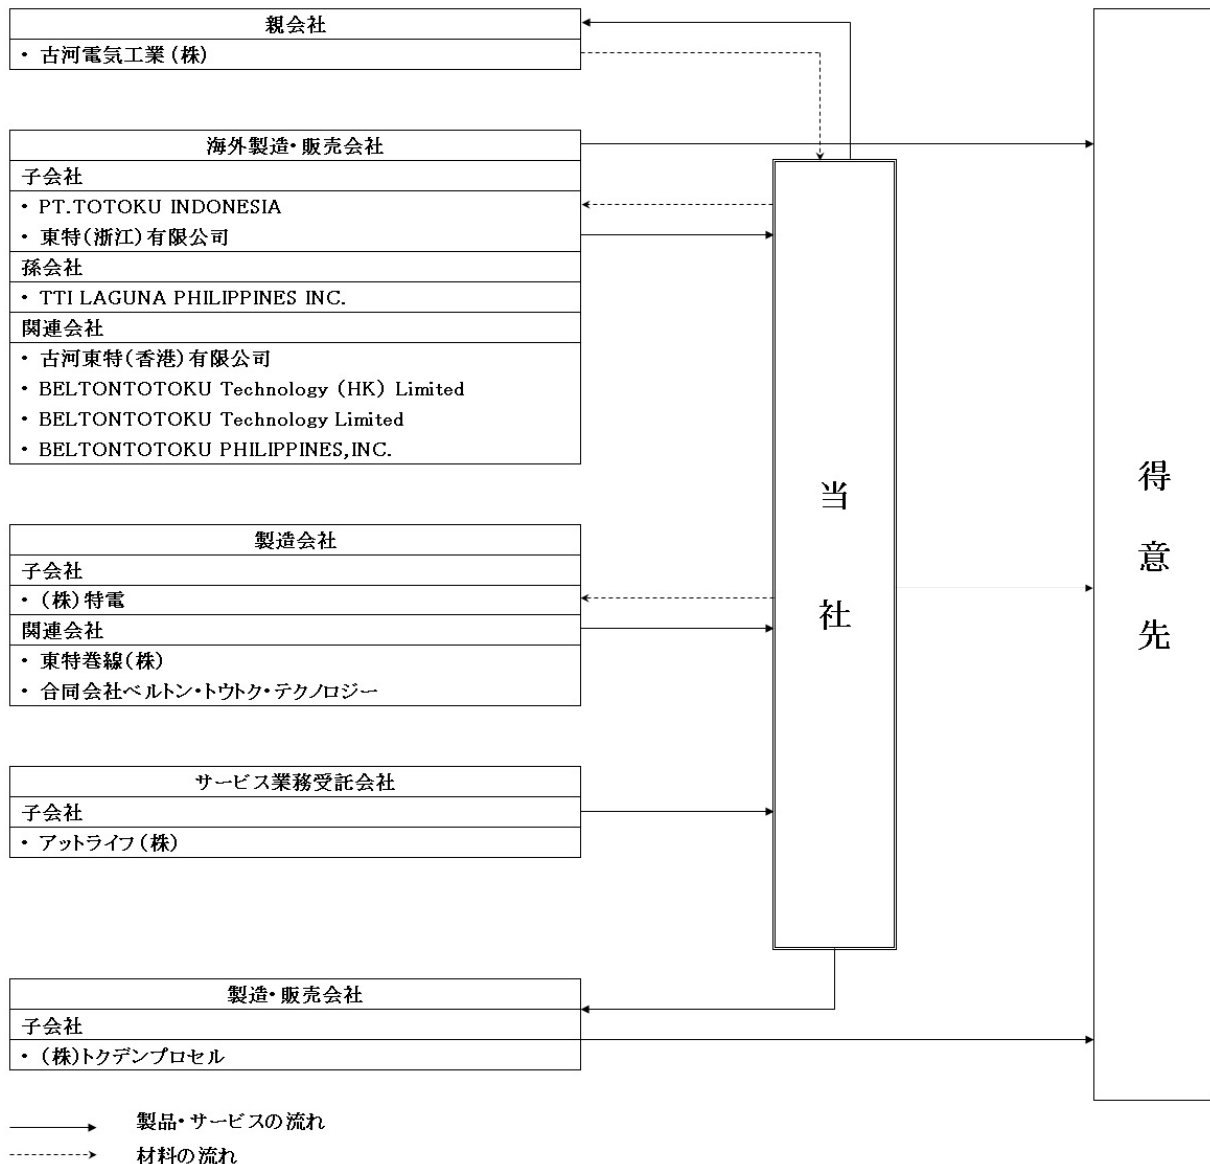 親会社
・ 古河電気工業（株）
海外製造・販売会社
子会社
・ PT.TOTOKU INDONESIA
・ 東特（浙江）有限公司
孫会社
・ TTI LAGUNA PHILIPPINES INC.
関連会社
・ 古河東特（香港）有限公司
・ BELTONTOTOKU Technology (HK) Limited
・ BELTONTOTOKU Technology Limited
・ BELTONTOTOKU PHILIPPINES,INC.
製造会社
子会社
・ （株）特電
関連会社
・ 東特巻線（株）
・ 合同会社ベルトン・トウトク・テクノロジー
サービス業務受託会社
子会社
・ アットライフ（株）
製造・販売会社
子会社
・ （株）トクデンプロセル
当社
得意先
製品・サービスの流れ
材料の流れ